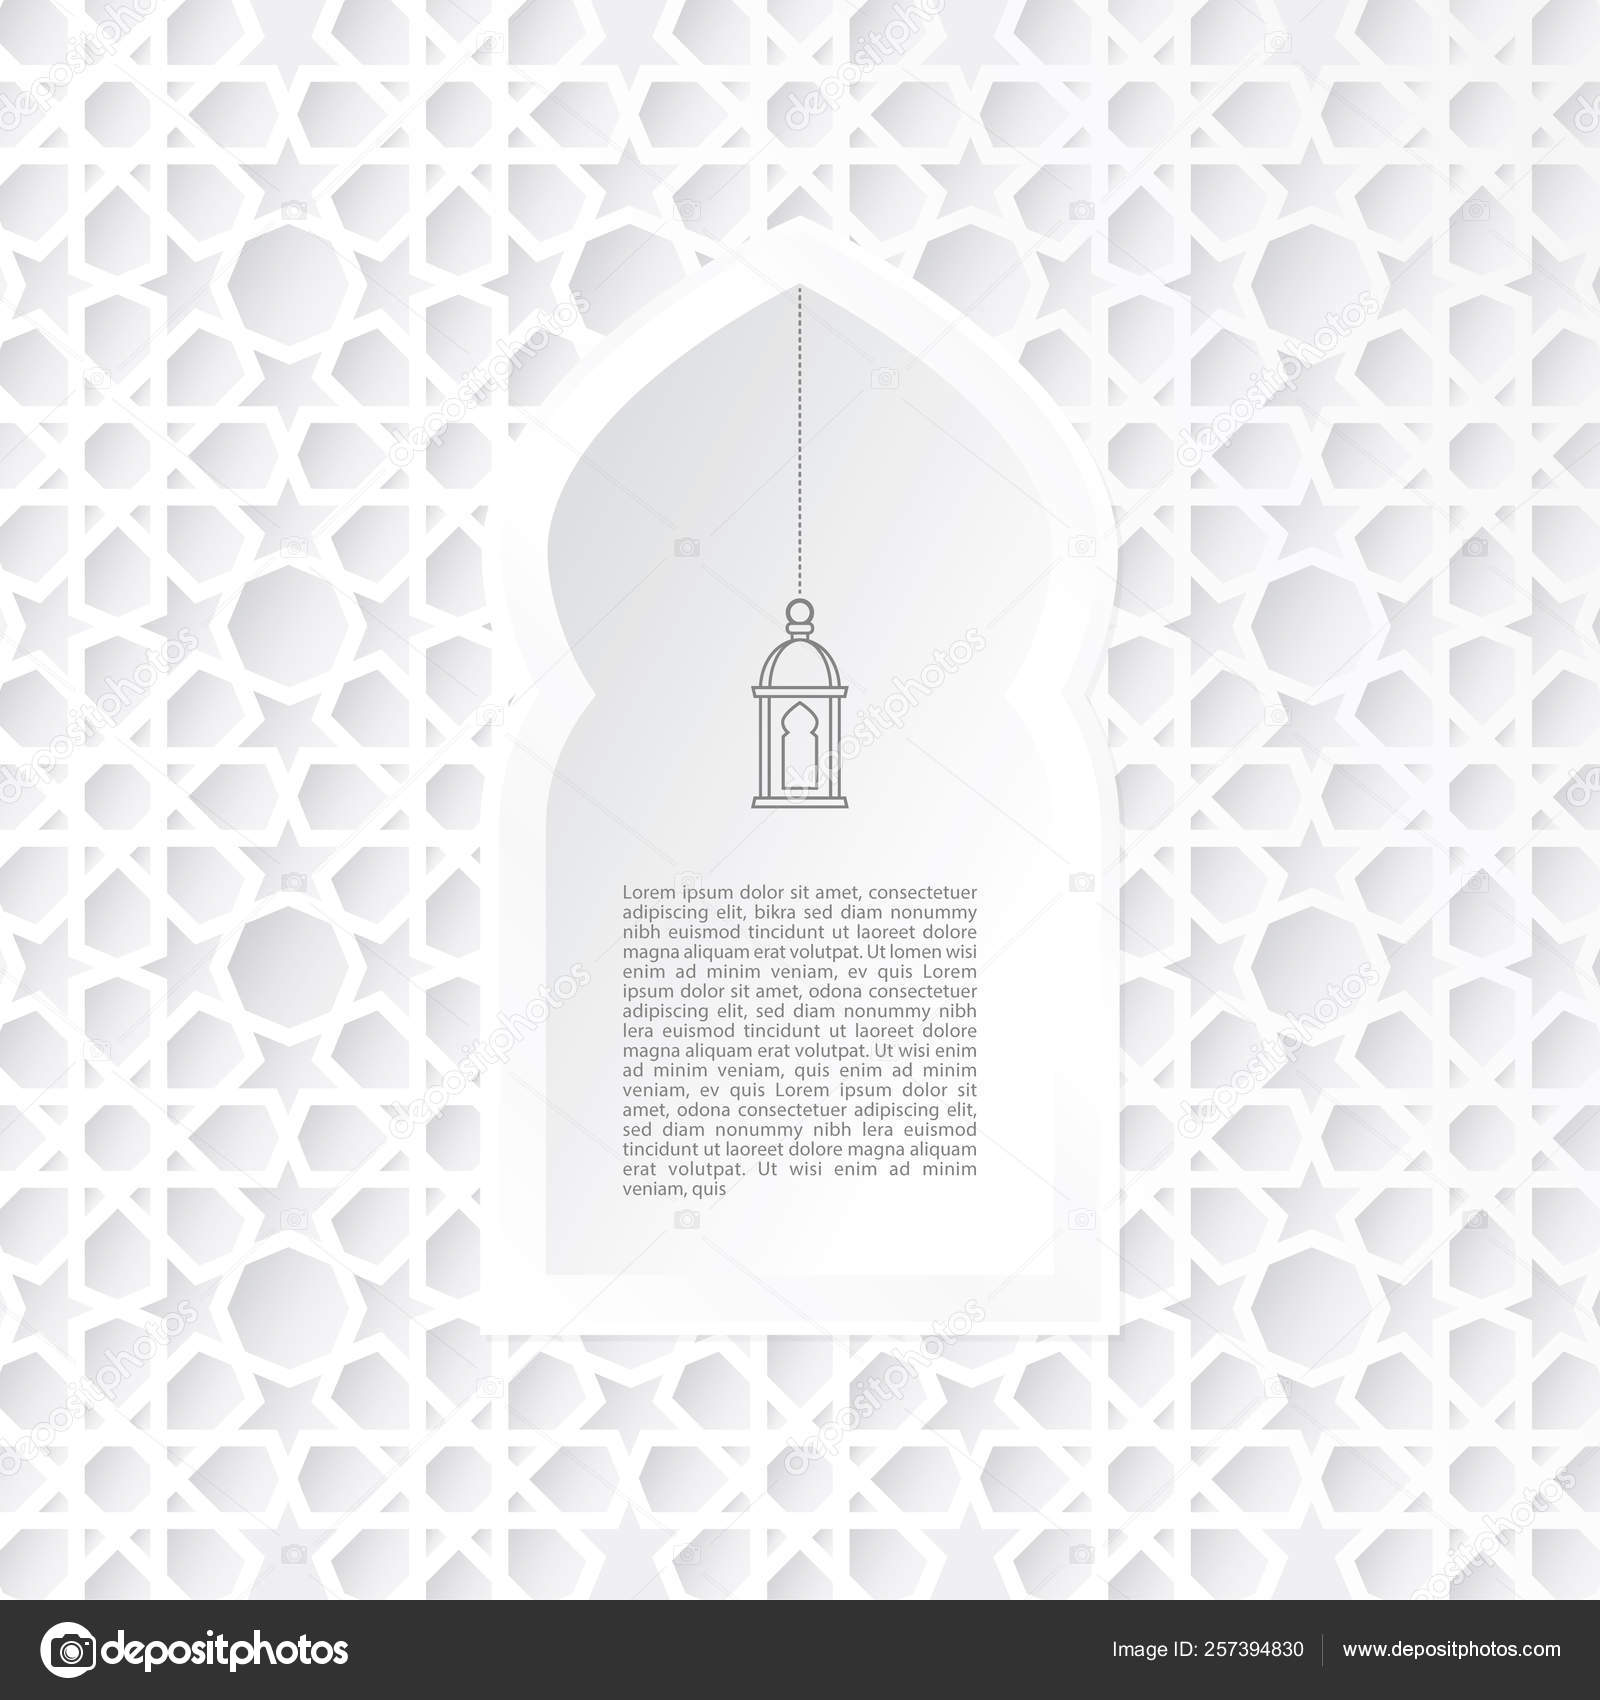 Lorem ipsum dolor sit amet, consectetuer
adipiscing elit, bikra sed diam nonummy
nibh euismod tincidunt ut laoreet dolore
magna aliquam erat volutpat. Ut lomen wisi
enim ad minim veniam, ev quis Lorem
ipsum dolor sit amet, odona consectetuer
adipiscing elit, sed diam nonummy nibh
lera euismod tincidunt ut laoreet dolore
magna aliquam erat volutpat. Ut wisi enim
ad minim veniam, quis enim ad minim
veniam, ev quis Lorem ipsum dolor sit
amet, odona consectetuer adipiscing elit,
sed diam nonummy nibh lera euismod
tincidunt ut laoreet dolore magna aliquam
erat volutpat. Ut wisi enim ad minim
veniam, quis
depositphotos
Image ID: 257394830
www.depositphotos.com